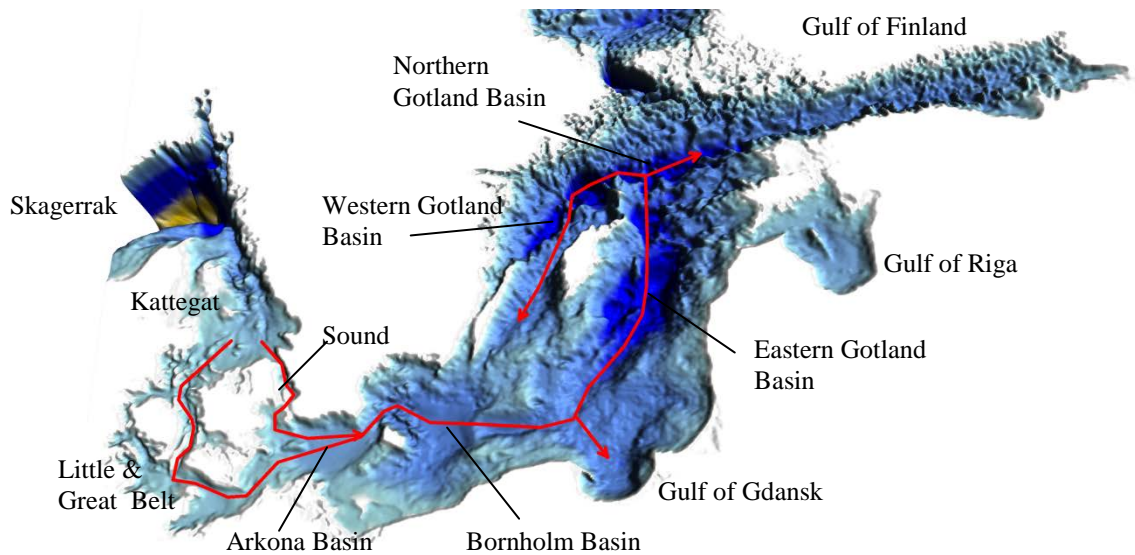 Gulf of Finland
Northern
Gotland Basin
Skagerrak
Western Gotland
Basin
Gulf of Riga
Kattegat
Sound
Eastern Gotland
Basin
Little &
Great Belt
Gulf of Gdansk
Arkona Basin
Bornholm Basin